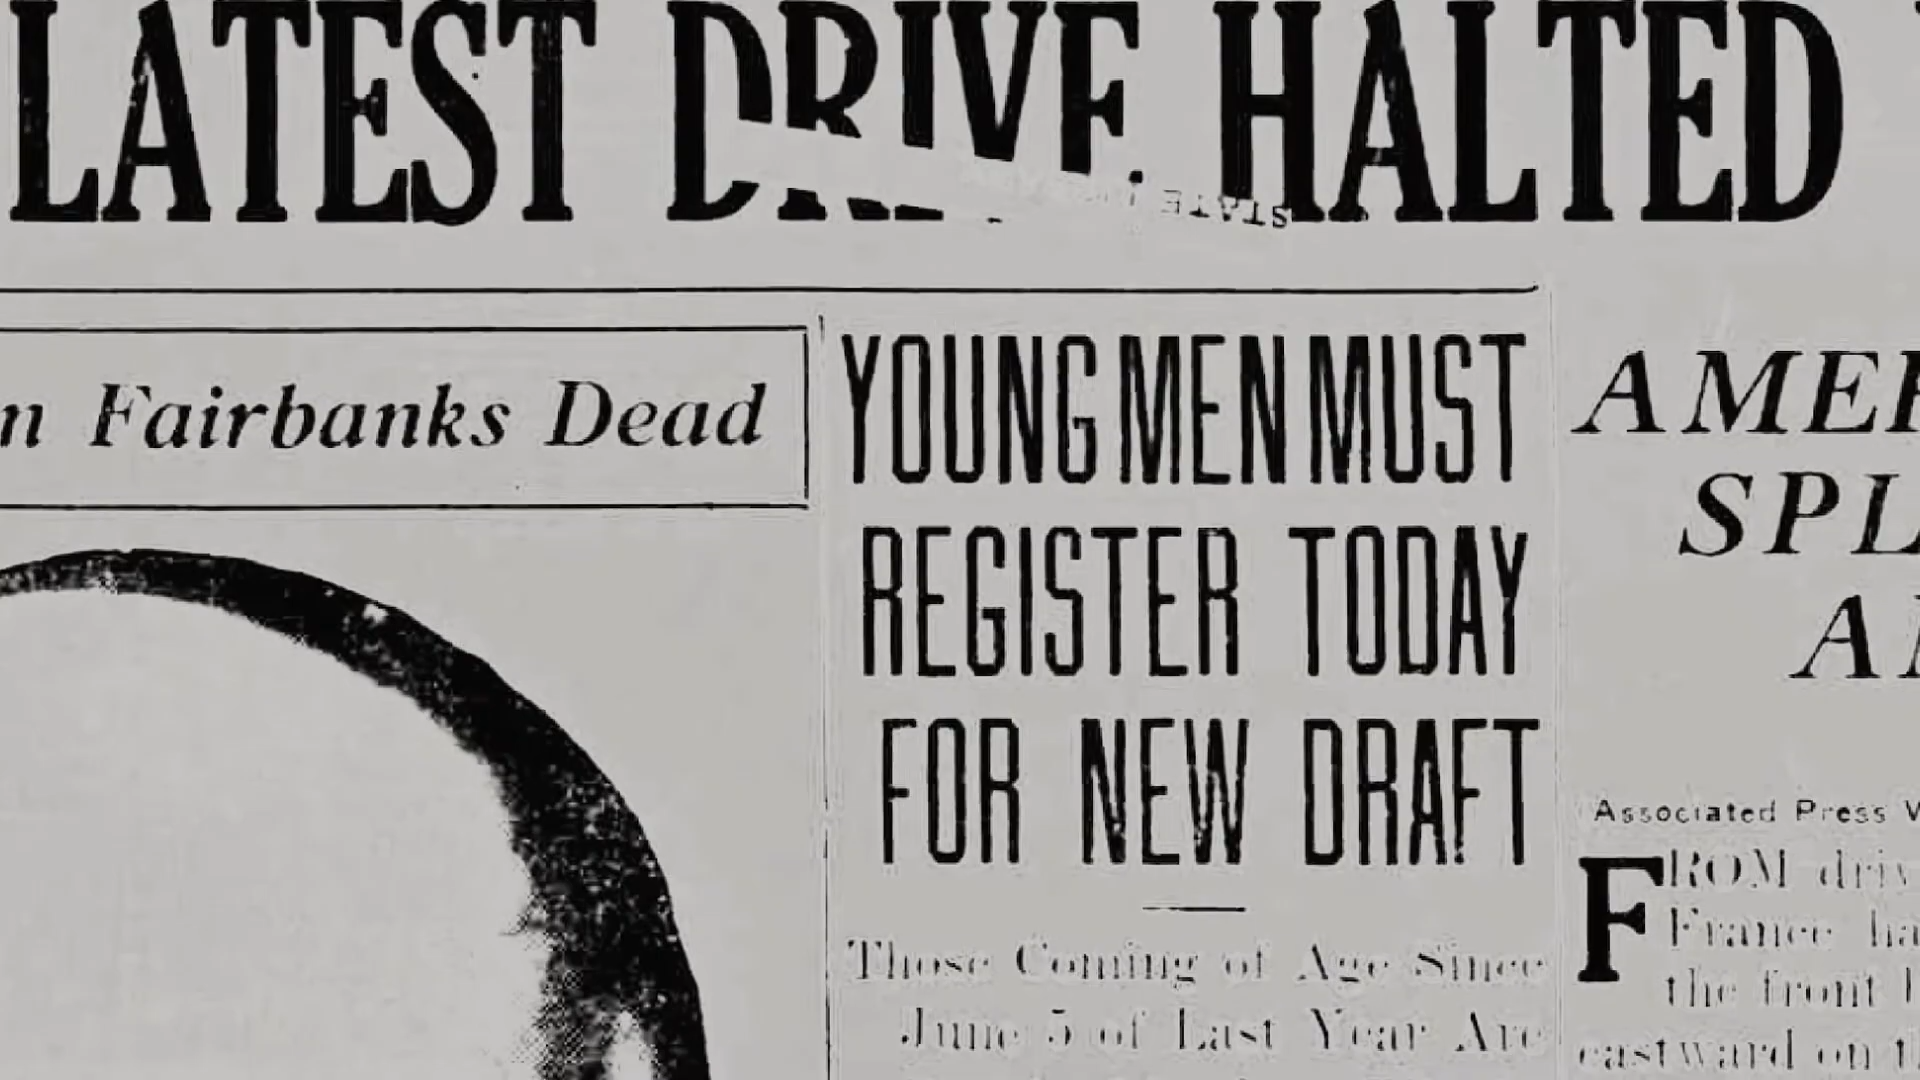 LATEST DRIVE HALTED
STATE
n Fairbanks Dead
YOUNG MEN MUST
REGISTER TODAY
FOR NEW DRAFT
Those Coming of Age Since
June 5 of Last Year Are
AMER
SPL
A
Associated Press W
FROM driv
France ha
the front
eastward on